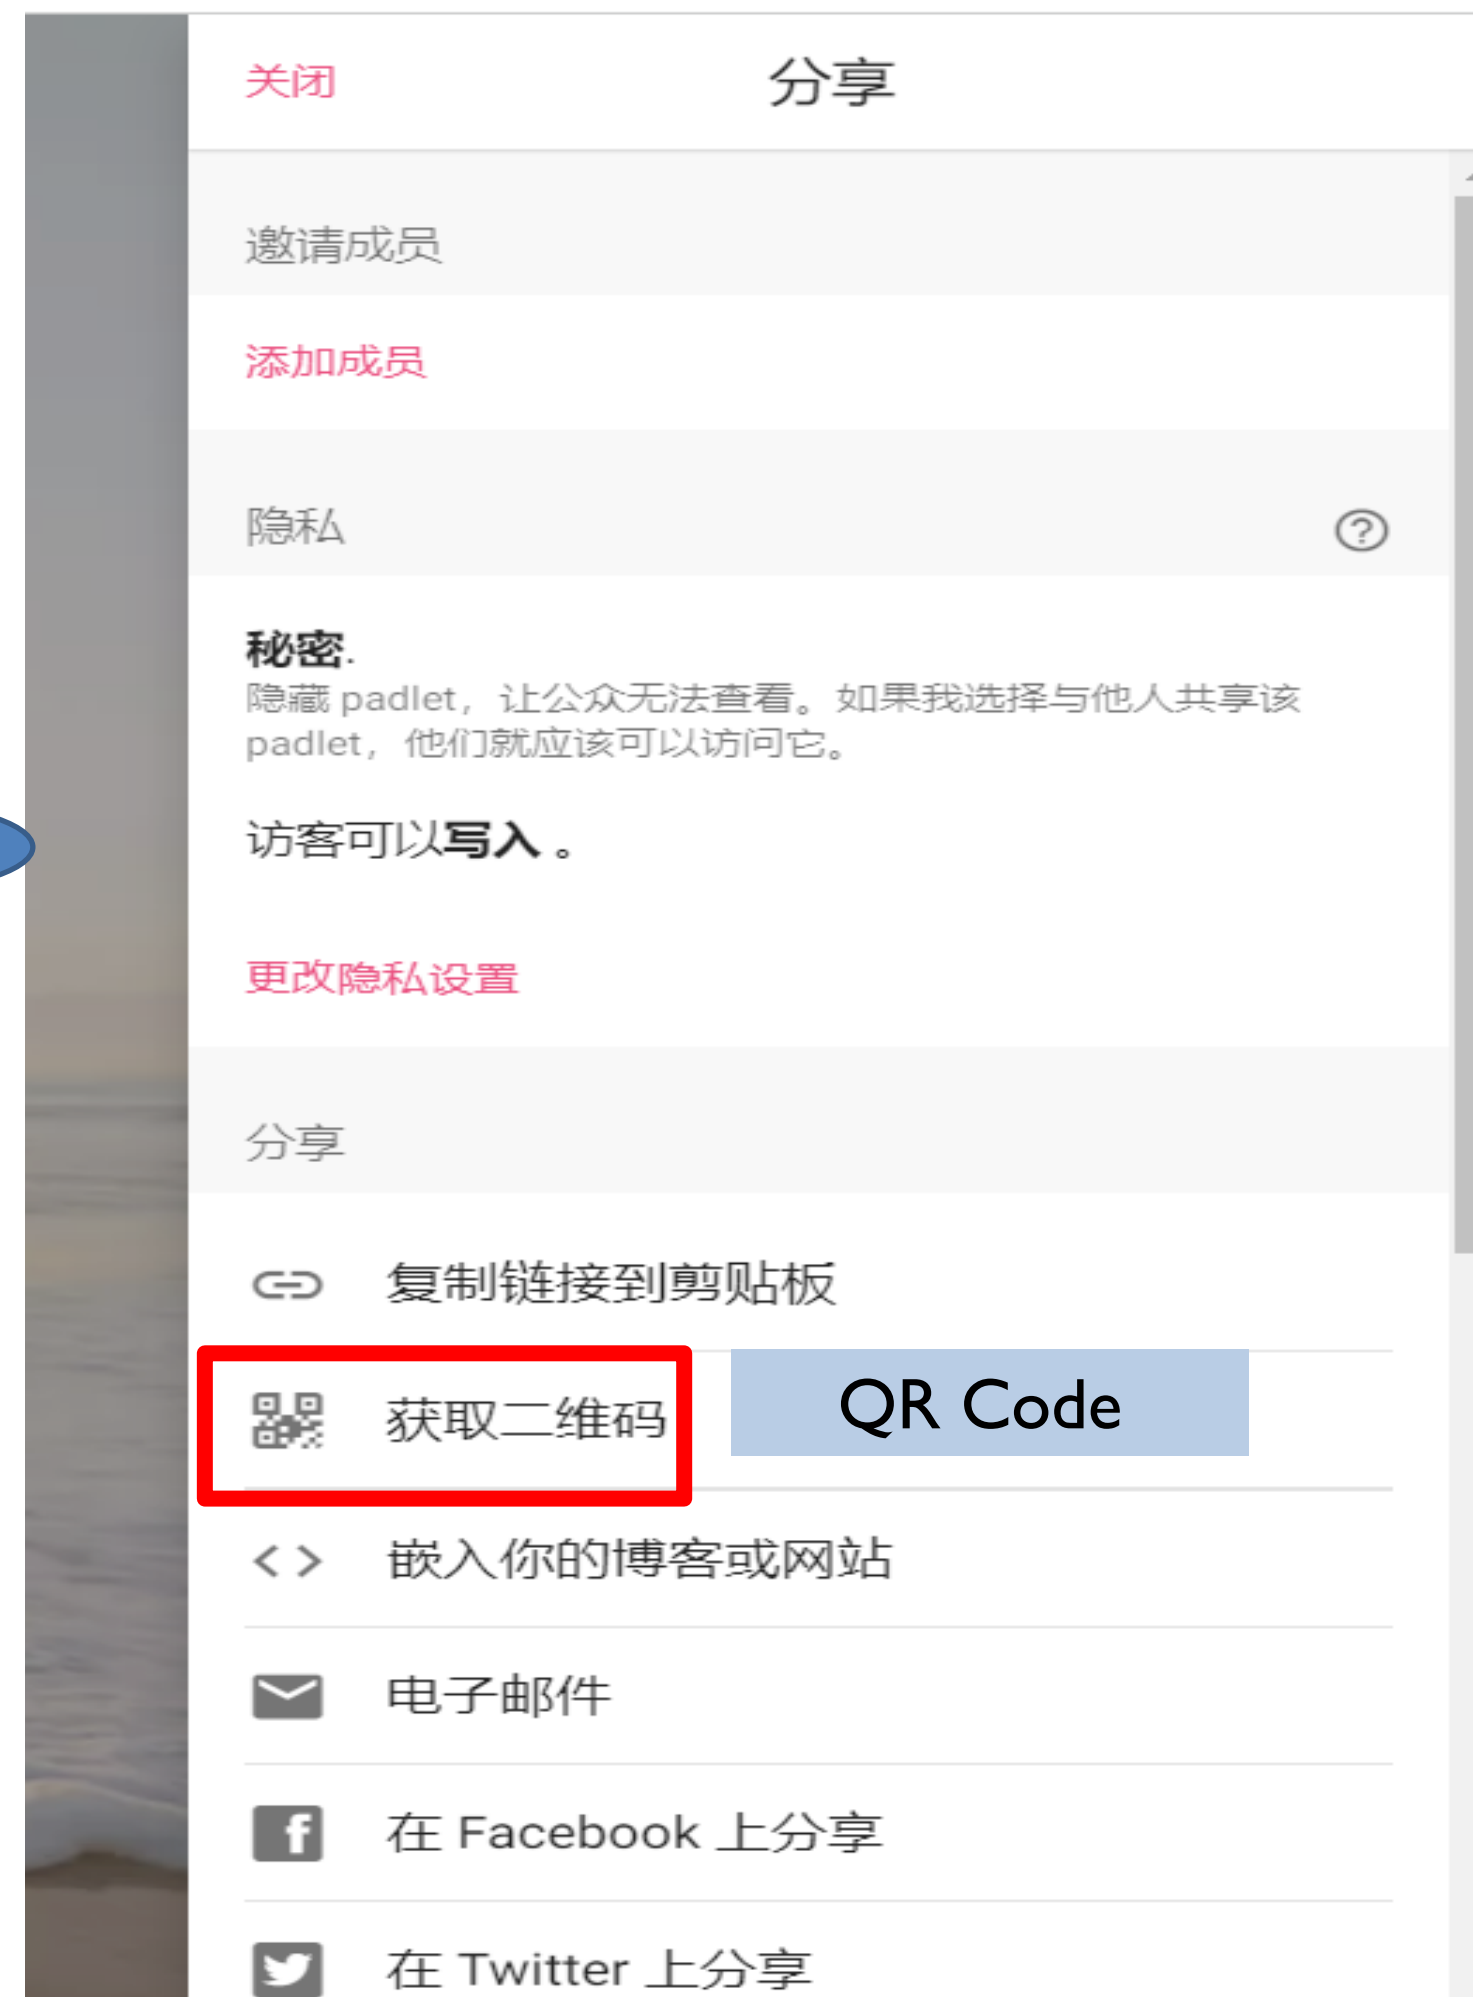 关闭 分享
邀请成员
添加成员
隐私
秘密.
隐藏 padlet，让公众无法查看。如果我选择与他人共享该
padlet，他们就应该可以访问它。
访客可以写入 。
更改隐私设置
分享
复制链接到剪贴板
获取二维码 QR Code
嵌入你的博客或网站
电子邮件
在 Facebook 上分享
在 Twitter 上分享